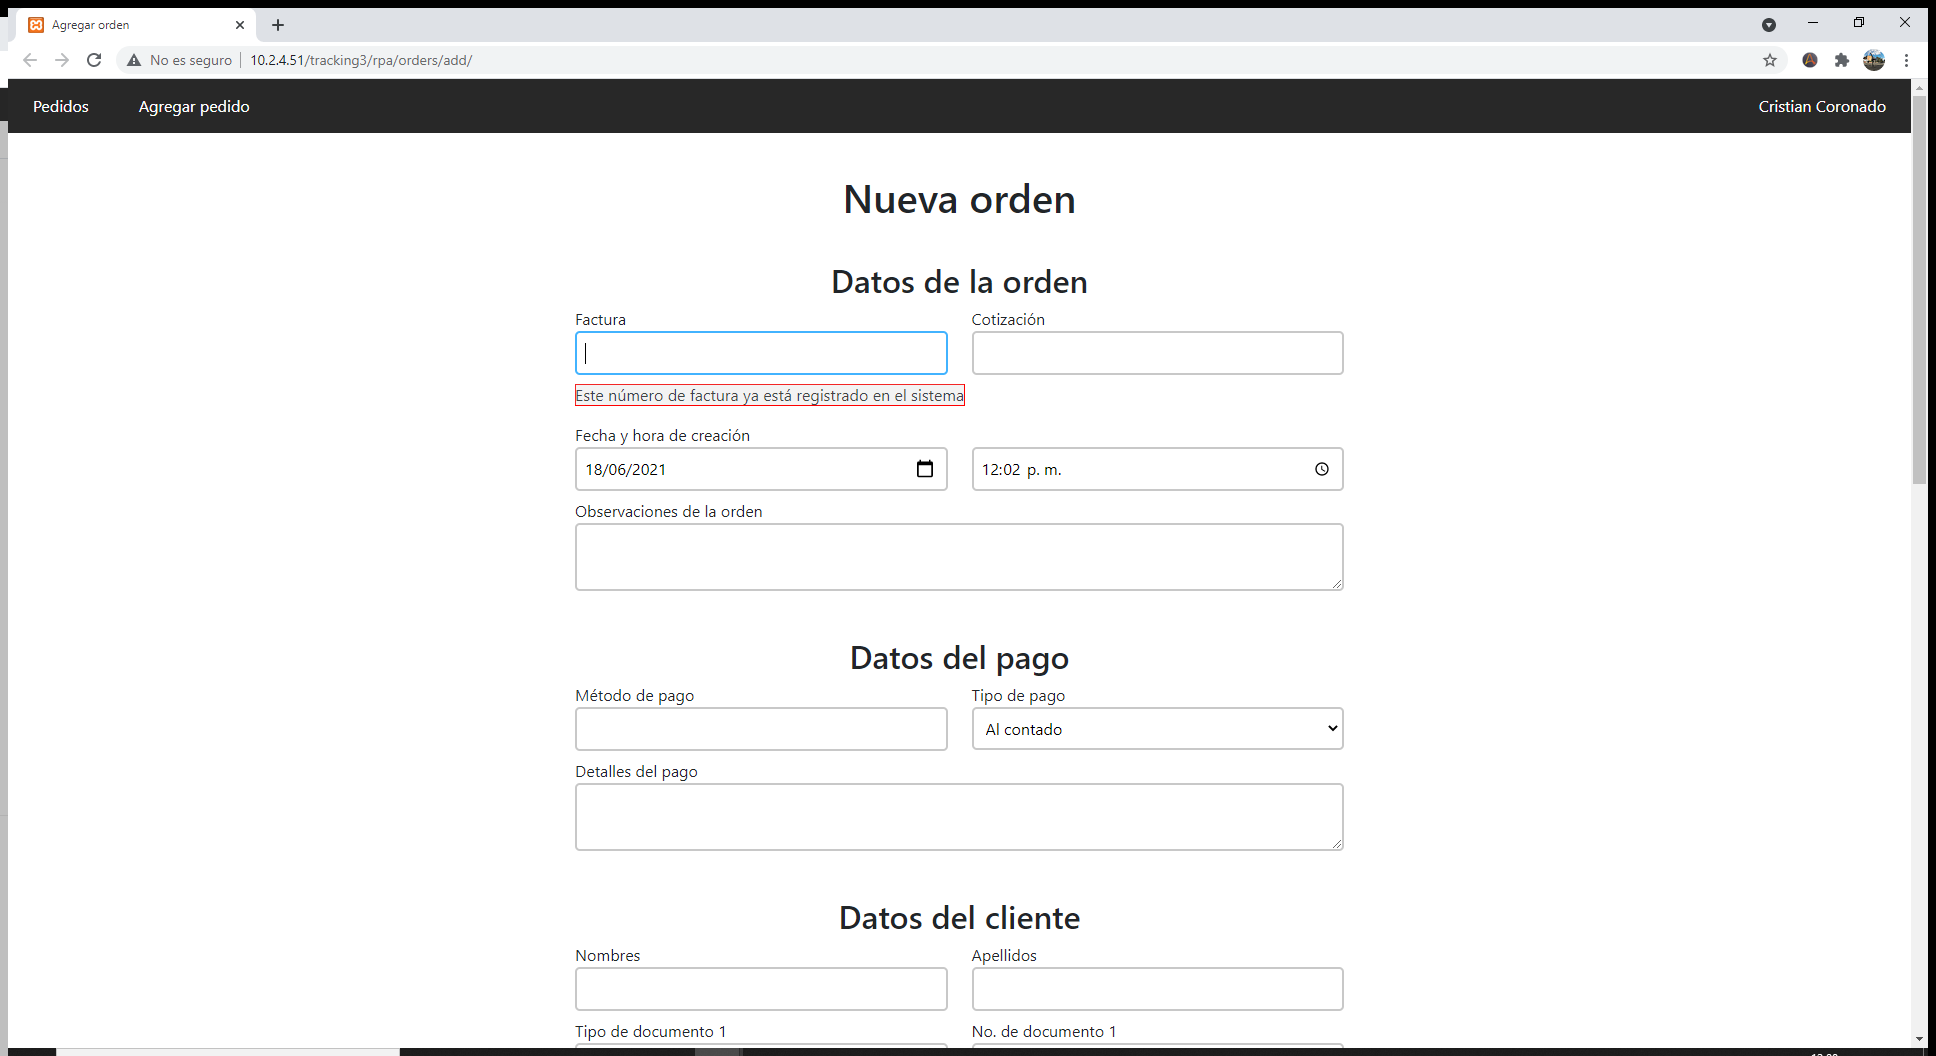 Agregar orden
No es seguro
10.2.4.51/tracking3/rpa/orders/add/
Pedidos
Agregar pedido
Cristian Coronado
Nueva orden
Datos de la orden
Factura
Cotización
Este número de factura ya está registrado en el sistema
Fecha y hora de creación
18/06/2021
12:02 p. m.
Observaciones de la orden
Datos del pago
Método de pago
Tipo de pago
Al contado
Detalles del pago
Datos del cliente
Nombres
Apellidos
Tipo de documento 1
No. de documento 1